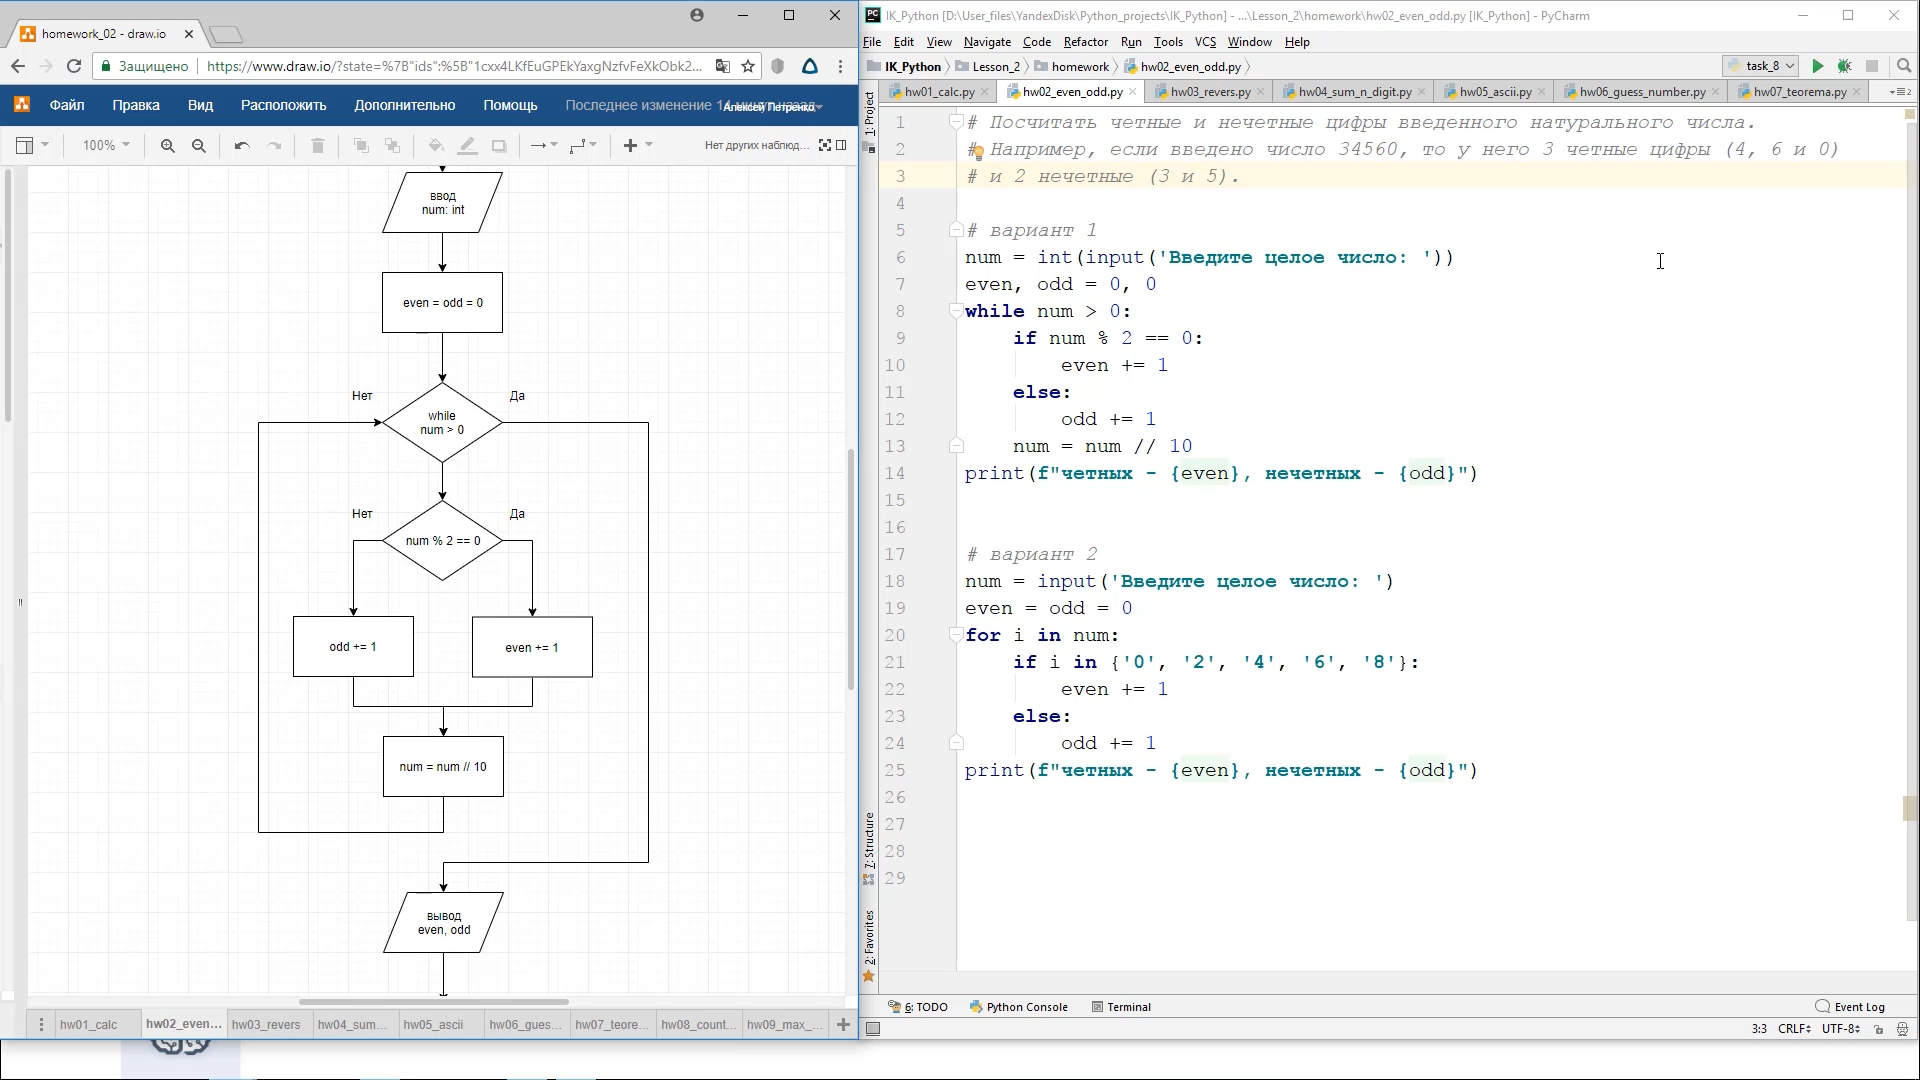 homework_02 - draw.io
Защищено
https://www.draw.io/?state=%7B"ids":%5B"1cxx4LKfEuGPEkYaxgNzfvFeXkObk2...
Файл Правка Вид Расположить Дополнительно Помощь Последнее изменение
Алексей Петренко
100%
Нет других наблюд...
ввод
num: int
even = odd = 0
Нет
Да
while
num > 0
Нет
Да
num % 2 == 0
odd += 1
even += 1
num = num // 10
вывод
even, odd
hw01_calc hw02_even... hw03_revers hw04_sum... hw05_ascii hw06_gues... hw07_teore... hw08_count... hw09_max_...
PC IK_Python [D:\User_files\YandexDisk\Python_projects\IK_Python] - ...\Lesson_2\homework\hw02_even_odd.py [IK_Python] - PyCharm
File Edit View Navigate Code Refactor Run Tools VCS Window Help
IK_Python Lesson_2 homework hw02_even_odd.py
task_8
hw01_calc.py hw02_even_odd.py hw03_revers.py hw04_sum_n_digit.py hw05_ascii.py hw06_guess_number.py hw07_teorema.py
1: Project
1 # Посчитать четные и нечетные цифры введенного натурального числа.
2 # Например, если введено число 34560, то у него 3 четные цифры (4, 6 и 0)
3 # и 2 нечетные (3 и 5).
4
5 # вариант 1
6 num = int(input('Введите целое число: '))
7 even, odd = 0, 0
8 while num > 0:
9 if num % 2 == 0:
10 even += 1
11 else:
12 odd += 1
13 num = num // 10
14 print(f"четных - {even}, нечетных - {odd}")
15
16
17 # вариант 2
18 num = input('Введите целое число: ')
19 even = odd = 0
20 for i in num:
21 if i in {'0', '2', '4', '6', '8'}:
22 even += 1
23 else:
24 odd += 1
25 print(f"четных - {even}, нечетных - {odd}")
26
27
28
29
7: Structure
2: Favorites
6: TODO Python Console Terminal Event Log
3:3 CRLF UTF-8